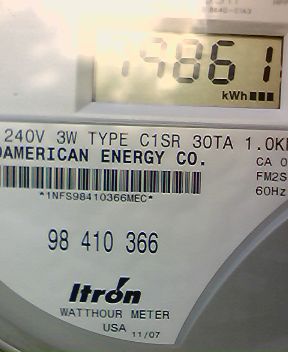 19861
kWh
240V 3W TYPE C1SR 30TA 1.0
AMERICAN ENERGY CO.
CA
FM2S
60Hz
*1NFS98410366MEC*
98 410 366
Itron
WATTHOUR METER
USA 11/07